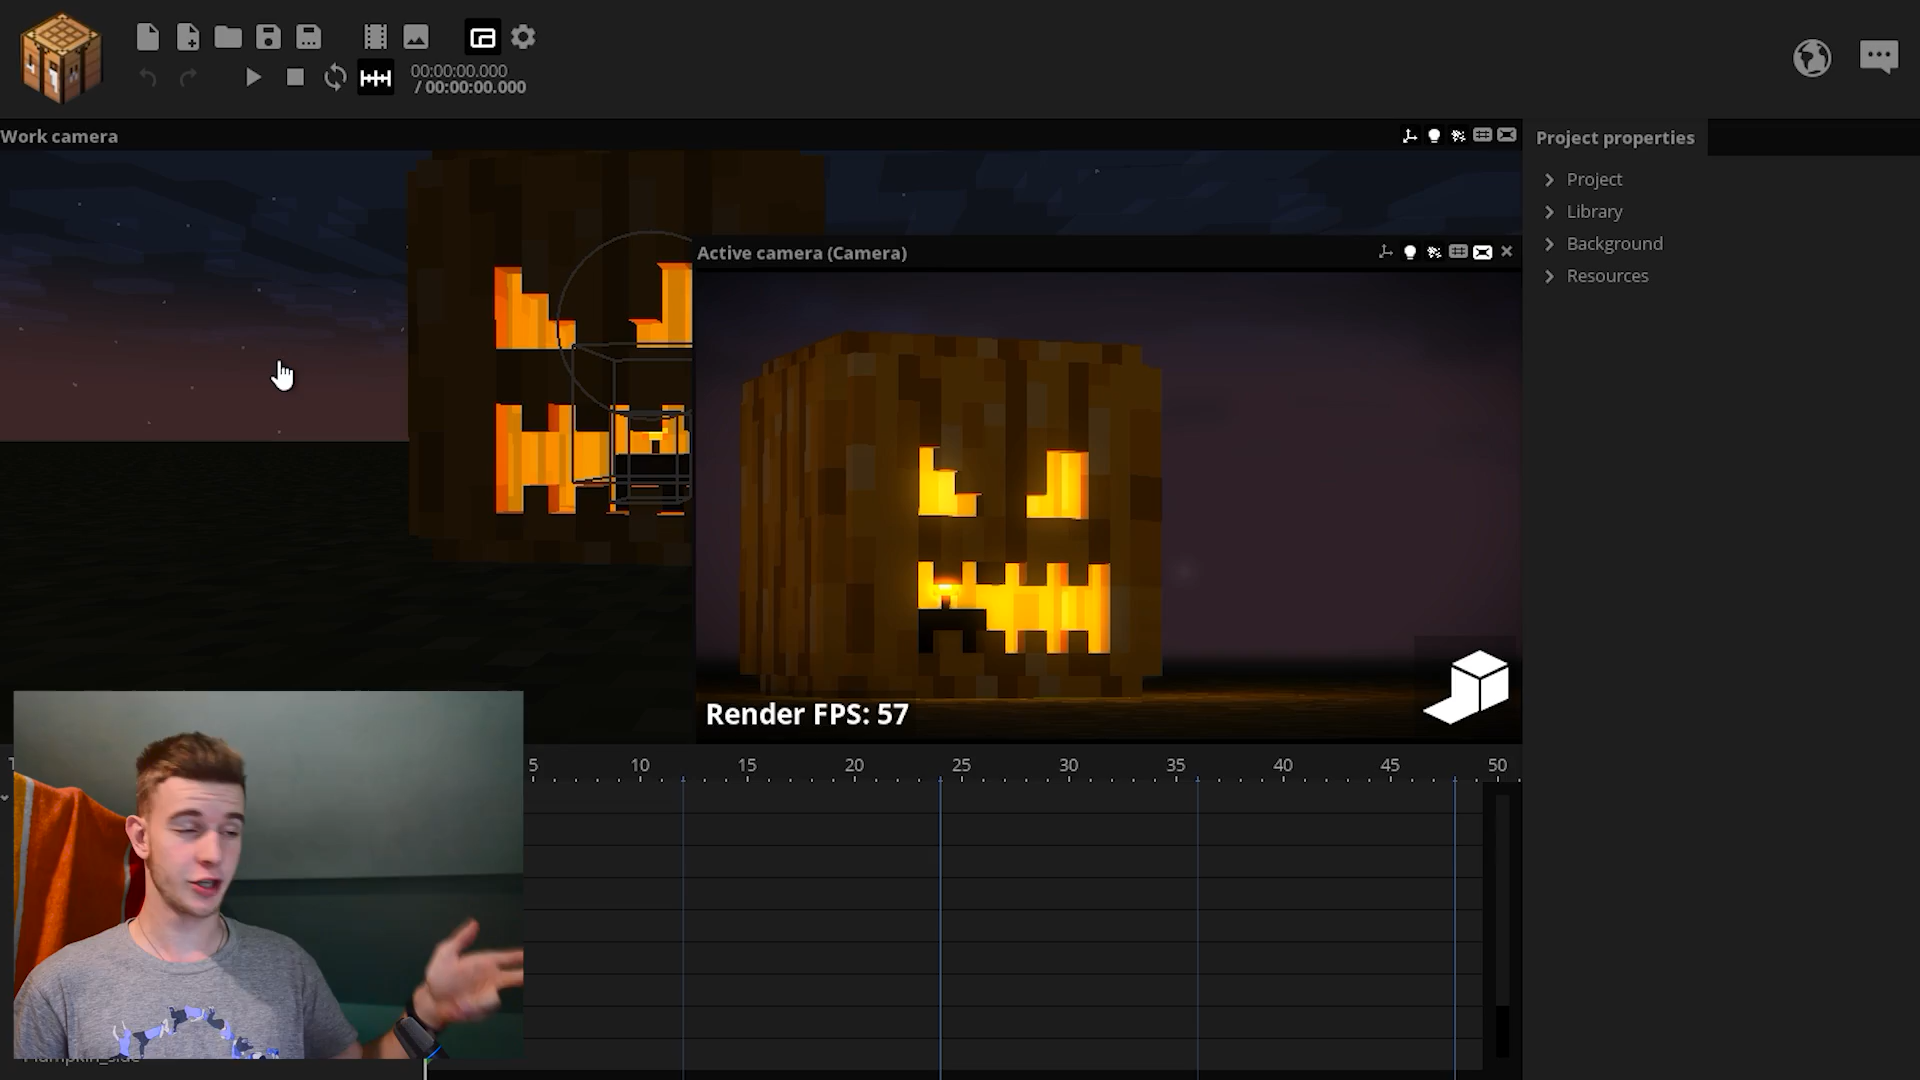 00:00:00.000
/ 00:00:00.000
Work camera
Project properties
Project
Library
Background
Resources
Active camera (Camera)
Render FPS: 57
5 10 15 20 25 30 35 40 45 50